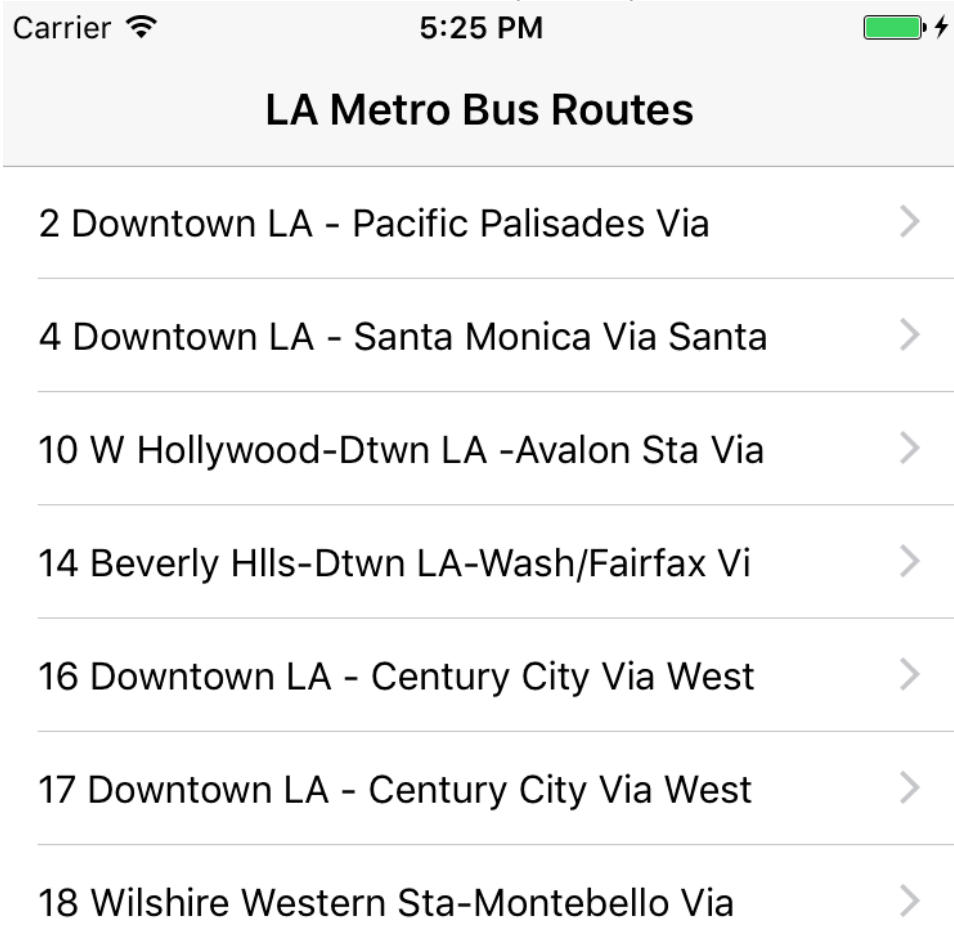 Carrier
5:25 PM
LA Metro Bus Routes
2 Downtown LA - Pacific Palisades Via
4 Downtown LA - Santa Monica Via Santa
10 W Hollywood-Dtwn LA -Avalon Sta Via
14 Beverly Hlls-Dtwn LA-Wash/Fairfax Vi
16 Downtown LA - Century City Via West
17 Downtown LA - Century City Via West
18 Wilshire Western Sta-Montebello Via